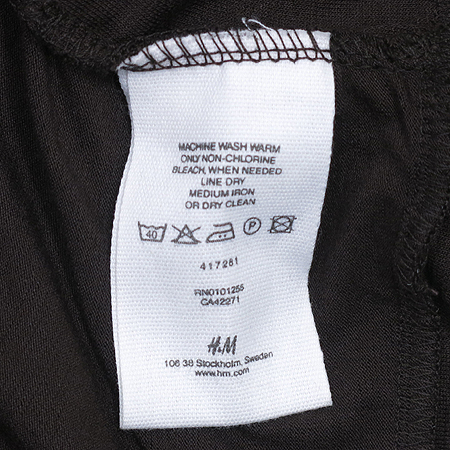 MACHINE WASH WARM
ONLY NON-CHLORINE
BLEACH, WHEN NEEDED
LINE DRY
MEDIUM IRON
OR DRY CLEAN
40 P
417261
RN0101255
CA42271
H&M
106 38 Stockholm, Sweden
www.hm.com